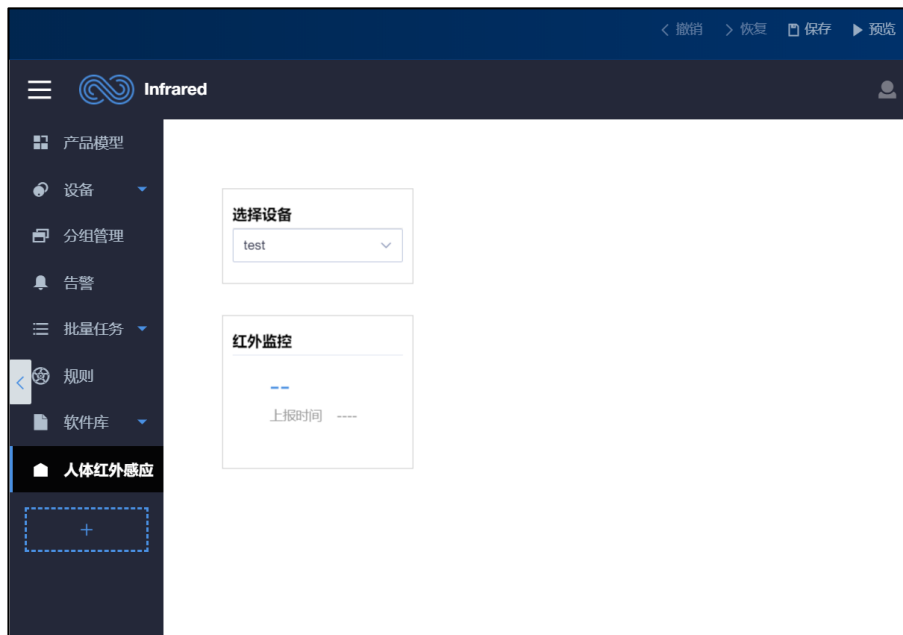 撤销 恢复 保存 预览
Infrared
产品模型
设备
分组管理
告警
批量任务
规则
软件库
人体红外感应
+
选择设备
test
红外监控
--
上报时间 ----